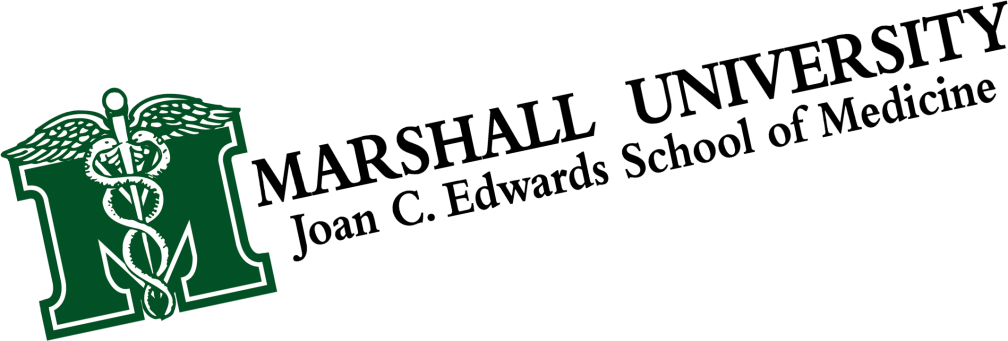 MARSHALL UNIVERSITY
Joan C. Edwards School of Medicine